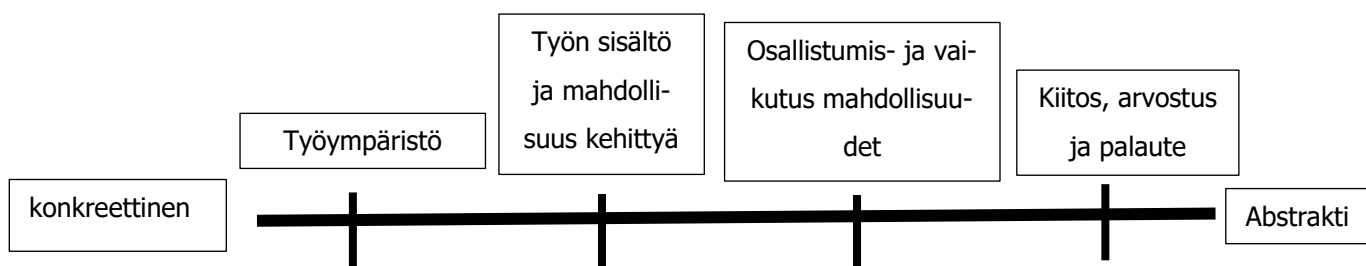 konkreettinen
Työympäristö
Työn sisältö
ja mahdolli-
suus kehittyä
Osallistumis- ja vai-
kutus mahdollisuu-
det
Kiitos, arvostus
ja palaute
Abstrakti